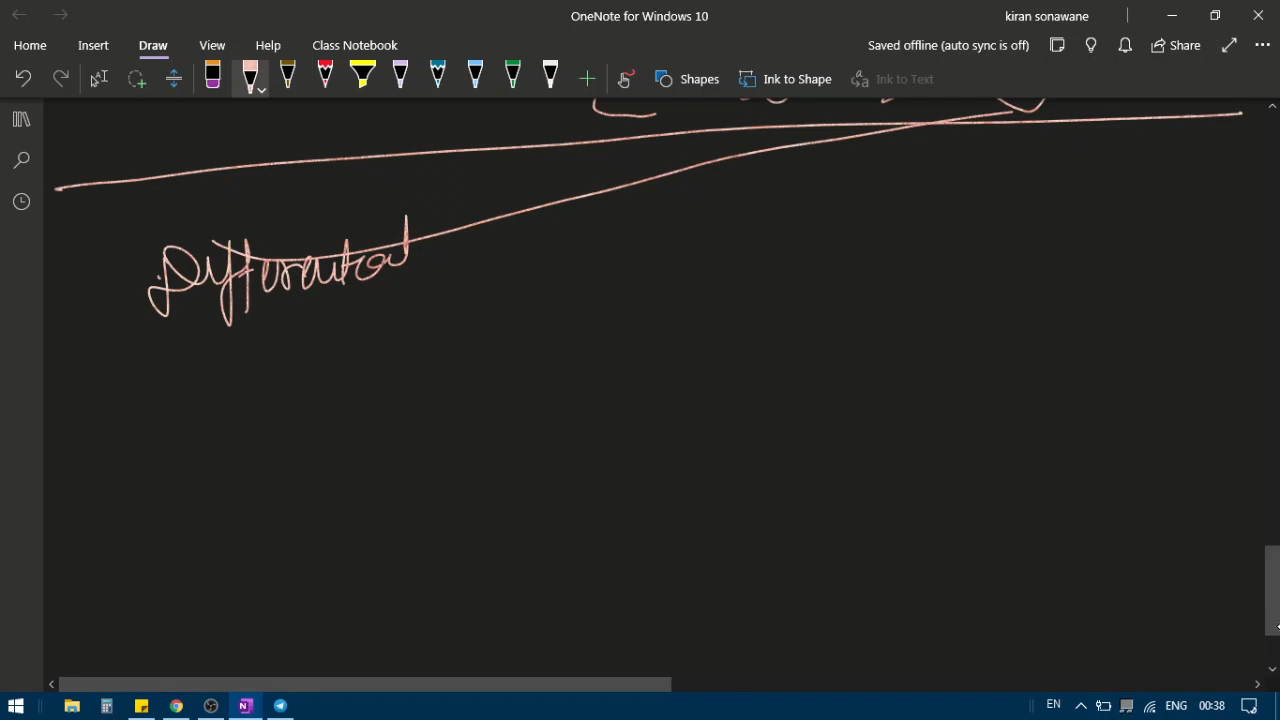 OneNote for Windows 10
kiran sonawane
Home Insert Draw View Help Class Notebook
Saved offline (auto sync is off)
Share
Shapes
Ink to Shape
Ink to Text
Differential
EN
ENG
00:38